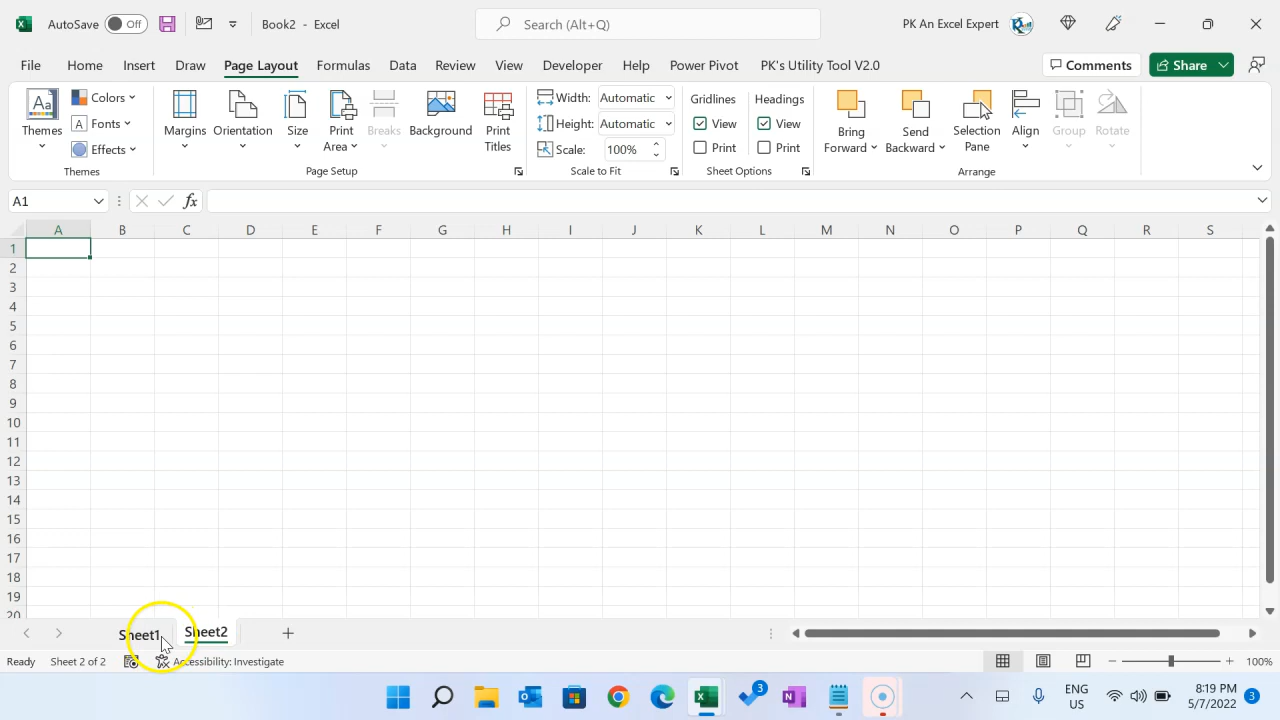 AutoSave Off Book2 - Excel Search (Alt+Q) PK An Excel Expert
File Home Insert Draw Page Layout Formulas Data Review View Developer Help Power Pivot PK's Utility Tool V2.0 Comments Share
Aa Colors Width: Automatic Gridlines Headings
Themes A Fonts Margins Orientation Size Print Area Breaks Background Print Titles Height: Automatic View View Bring Forward Send Backward Selection Pane Align Group Rotate
Effects Scale: 100% Print Print
Themes Page Setup Scale to Fit Sheet Options Arrange
A1 fx
A B C D E F G H I J K L M N O P Q R S
1
2
3
4
5
6
7
8
9
10
11
12
13
14
15
16
17
18
19
20
Sheet1 Sheet2
Ready Sheet 2 of 2 Accessibility: Investigate 100%
3 ENG 8:19 PM
US 5/7/2022 3